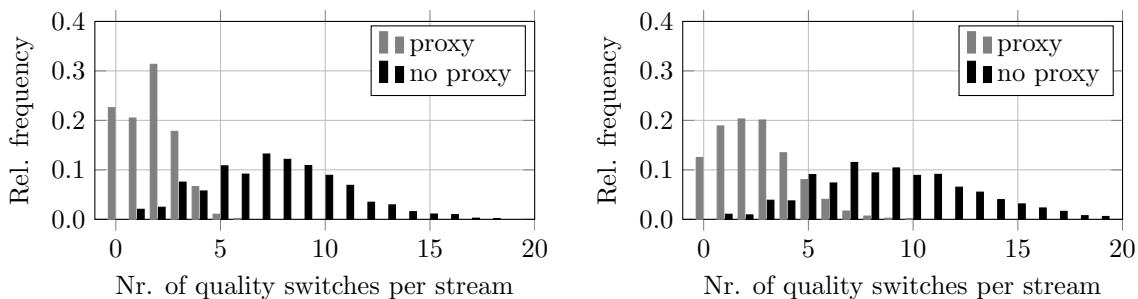 0.4
0.3
0.2
0.1
0.0
Rel. frequency
proxy
no proxy
0 5 10 15 20
Nr. of quality switches per stream
0.4
0.3
0.2
0.1
0.0
Rel. frequency
proxy
no proxy
0 5 10 15 20
Nr. of quality switches per stream